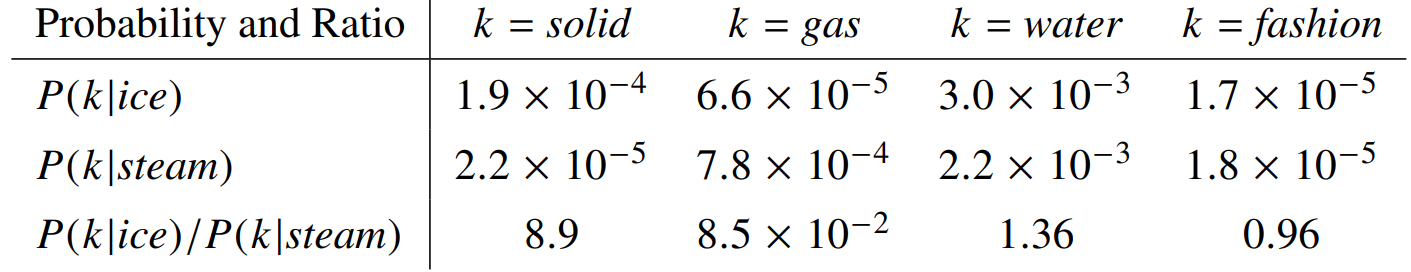 Probability and Ratio k = solid k = gas k = water k = fashion
P(k|ice) 1.9 × 10⁻⁴ 6.6 × 10⁻⁵ 3.0 × 10⁻³ 1.7 × 10⁻⁵
P(k|steam) 2.2 × 10⁻⁵ 7.8 × 10⁻⁴ 2.2 × 10⁻³ 1.8 × 10⁻⁵
P(k|ice)/P(k|steam) 8.9 8.5 × 10⁻² 1.36 0.96